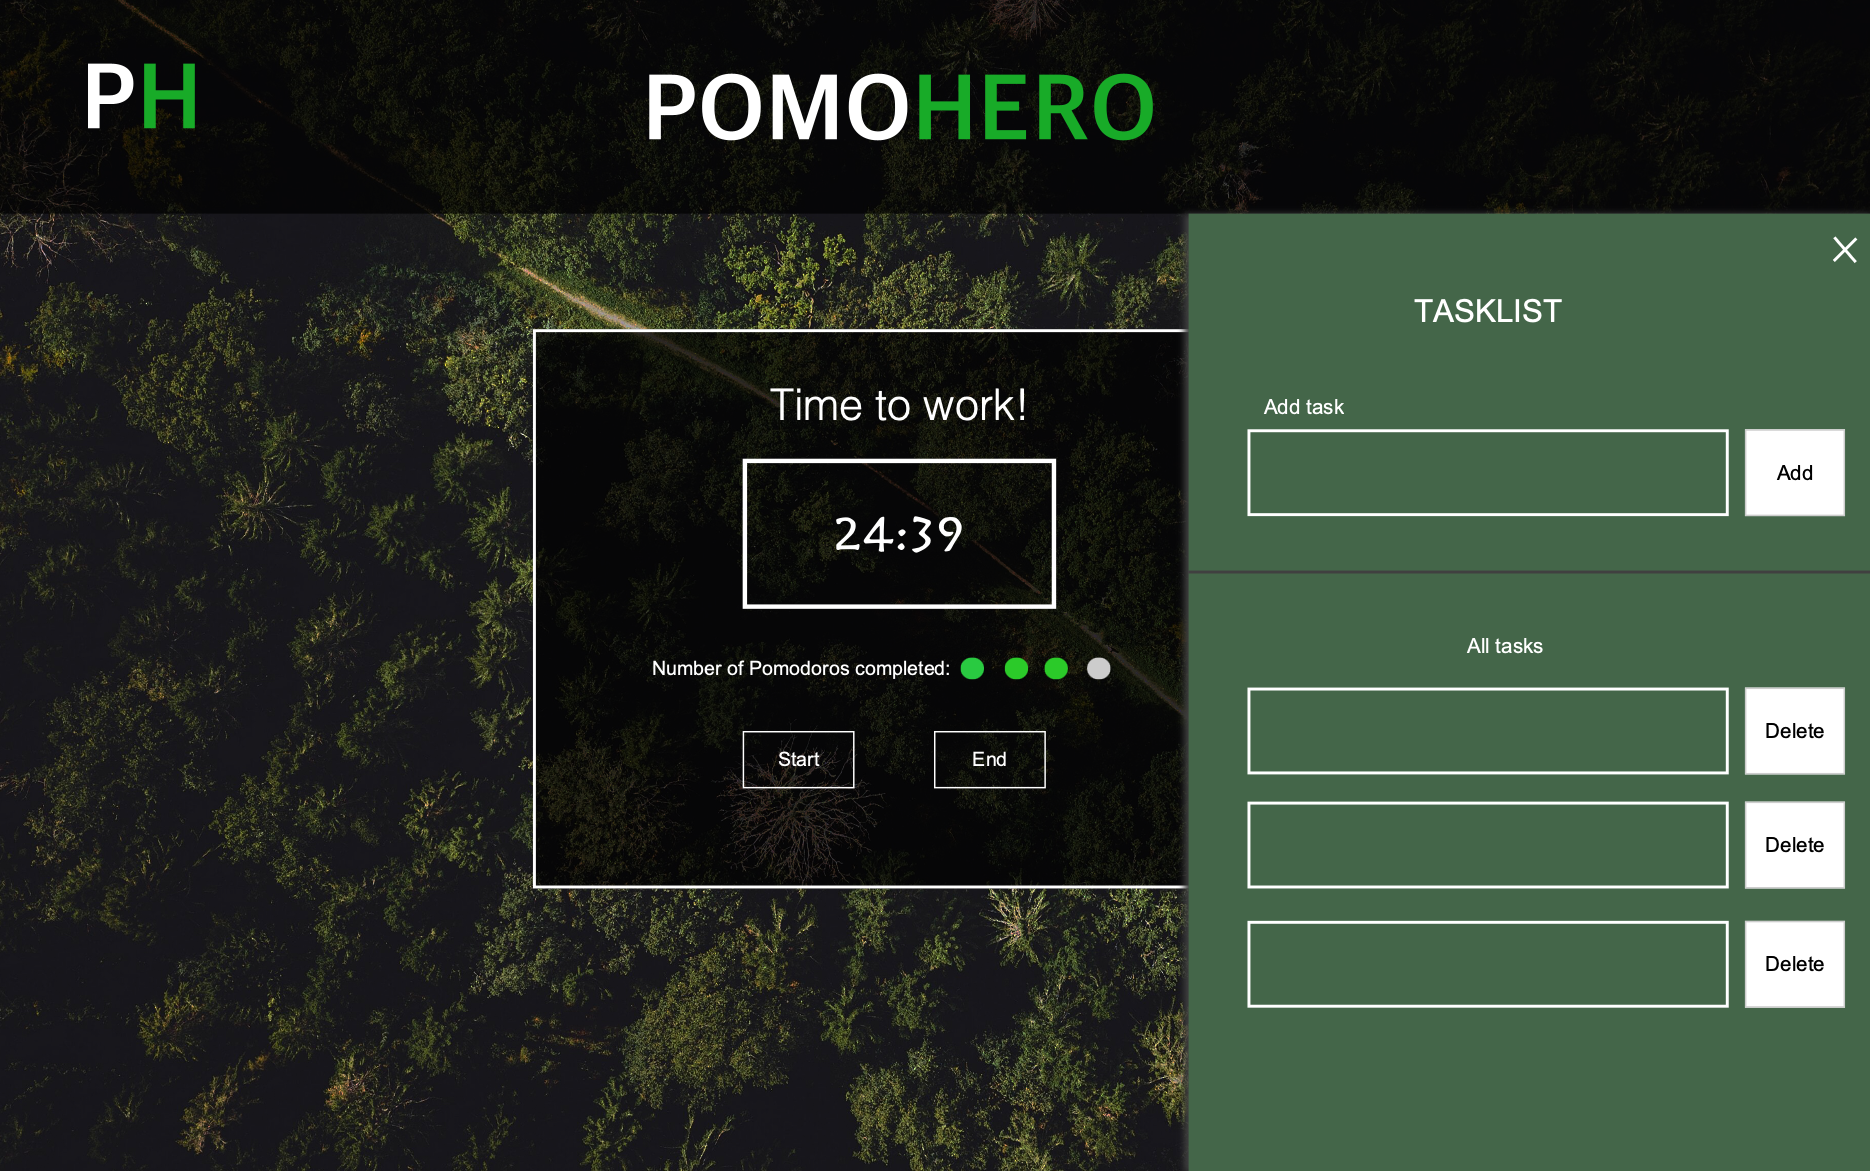 PH
POMOHERO
Time to work!
24:39
Number of Pomodoros completed:
Start
End
TASKLIST
Add task
Add
All tasks
Delete
Delete
Delete